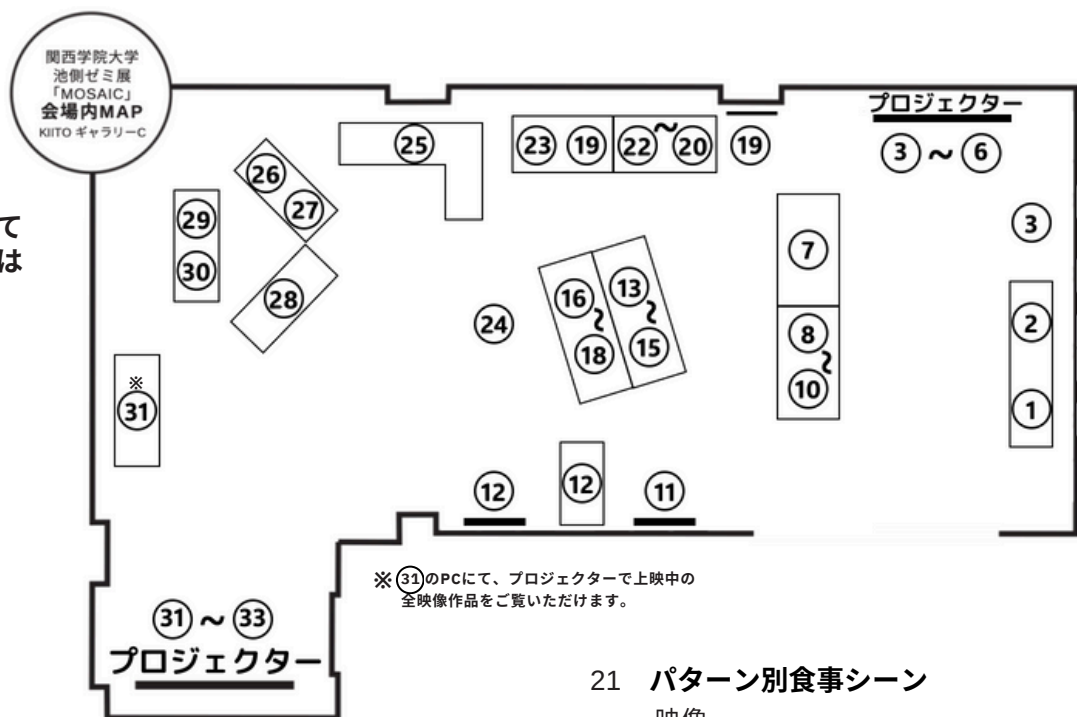 関西学院大学
池側ゼミ展
「MOSAIC」
会場内MAP
KIITO ギャラリーC
て
は
プロジェクター
3 ~ 6
25
23 19 22 ~ 20 19
26
27
29
30
28
3
7
2
1
16 ~ 18
13 ~ 15
24
8 ~ 10
※
31
12
12
11
※ 31のPCにて、プロジェクターで上映中の
全映像作品をご覧いただけます。
31 ~ 33
プロジェクター
21 パターン別食事シーン
映像